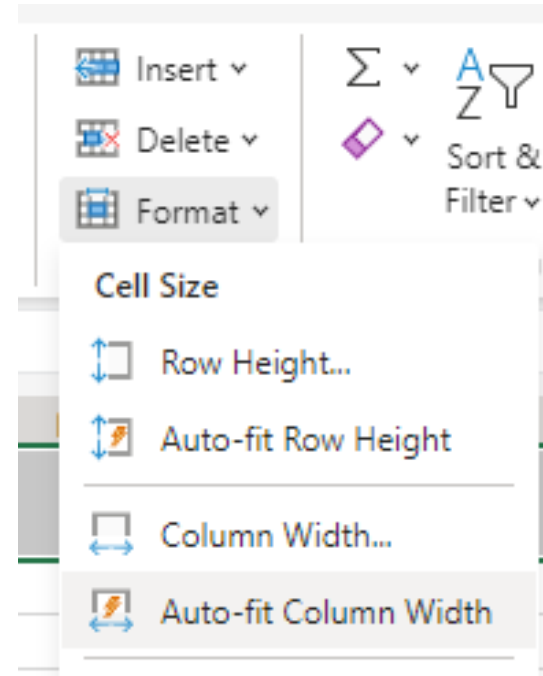 Insert
Delete
Format
Σ
A
Z
Sort &
Filter
Cell Size
Row Height...
Auto-fit Row Height
Column Width...
Auto-fit Column Width